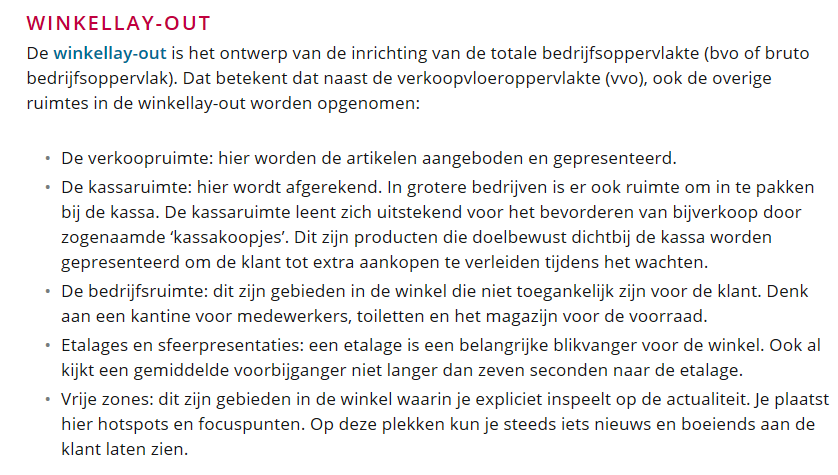 WINKELLAY-OUT
De winkellay-out is het ontwerp van de inrichting van de totale bedrijfsoppervlakte (bvo of bruto
bedrijfsoppervlak). Dat betekent dat naast de verkoopvloeroppervlakte (vvo), ook de overige
ruimtes in de winkellay-out worden opgenomen:
• De verkoopruimte: hier worden de artikelen aangeboden en gepresenteerd.
• De kassaruimte: hier wordt afgerekend. In grotere bedrijven is er ook ruimte om in te pakken
bij de kassa. De kassaruimte leent zich uitstekend voor het bevorderen van bijverkoop door
zogenaamde ‘kassakoopjes’. Dit zijn producten die doelbewust dichtbij de kassa worden
gepresenteerd om de klant tot extra aankopen te verleiden tijdens het wachten.
• De bedrijfsruimte: dit zijn gebieden in de winkel die niet toegankelijk zijn voor de klant. Denk
aan een kantine voor medewerkers, toiletten en het magazijn voor de voorraad.
• Etalages en sfeerpresentaties: een etalage is een belangrijke blikvanger voor de winkel. Ook al
kijkt een gemiddelde voorbijganger niet langer dan zeven seconden naar de etalage.
• Vrije zones: dit zijn gebieden in de winkel waarin je expliciet inspeelt op de actualiteit. Je plaatst
hier hotspots en focuspunten. Op deze plekken kun je steeds iets nieuws en boeiends aan de
klant laten zien.